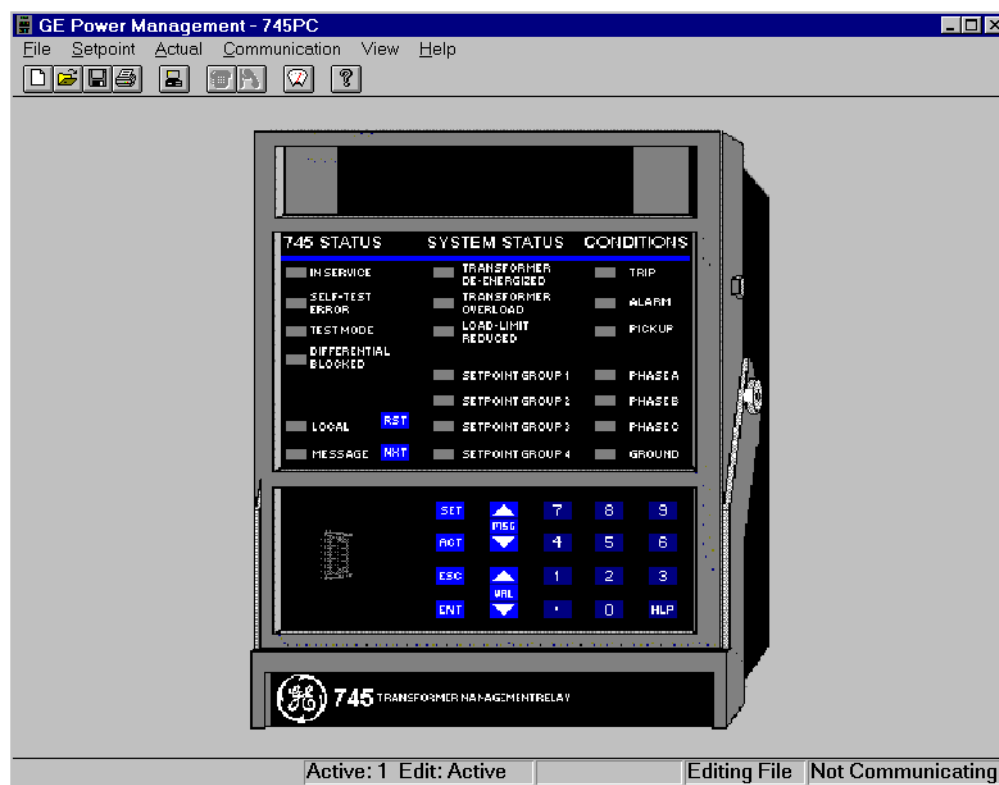 GE Power Management - 745PC
File Setpoint Actual Communication View Help
745 STATUS SYSTEM STATUS CONDITIONS
IN SERVICE TRANSFORMER DE-ENERGIZED TRIP
SELF-TEST ERROR TRANSFORMER OVERLOAD ALARM
TEST MODE LOAD-LIMIT REDUCED PICKUP
DIFFERENTIAL BLOCKED
SETPOINT GROUP 1 PHASE A
SETPOINT GROUP 2 PHASE B
LOCAL RST SETPOINT GROUP 3 PHASE C
MESSAGE NXT SETPOINT GROUP 4 GROUND
SET MSG 7 8 9
ACT 4 5 6
ESC VAL 1 2 3
ENT . 0 HLP
GE 745 TRANSFORMER MANAGEMENT RELAY
Active: 1 Edit: Active Editing File Not Communicating